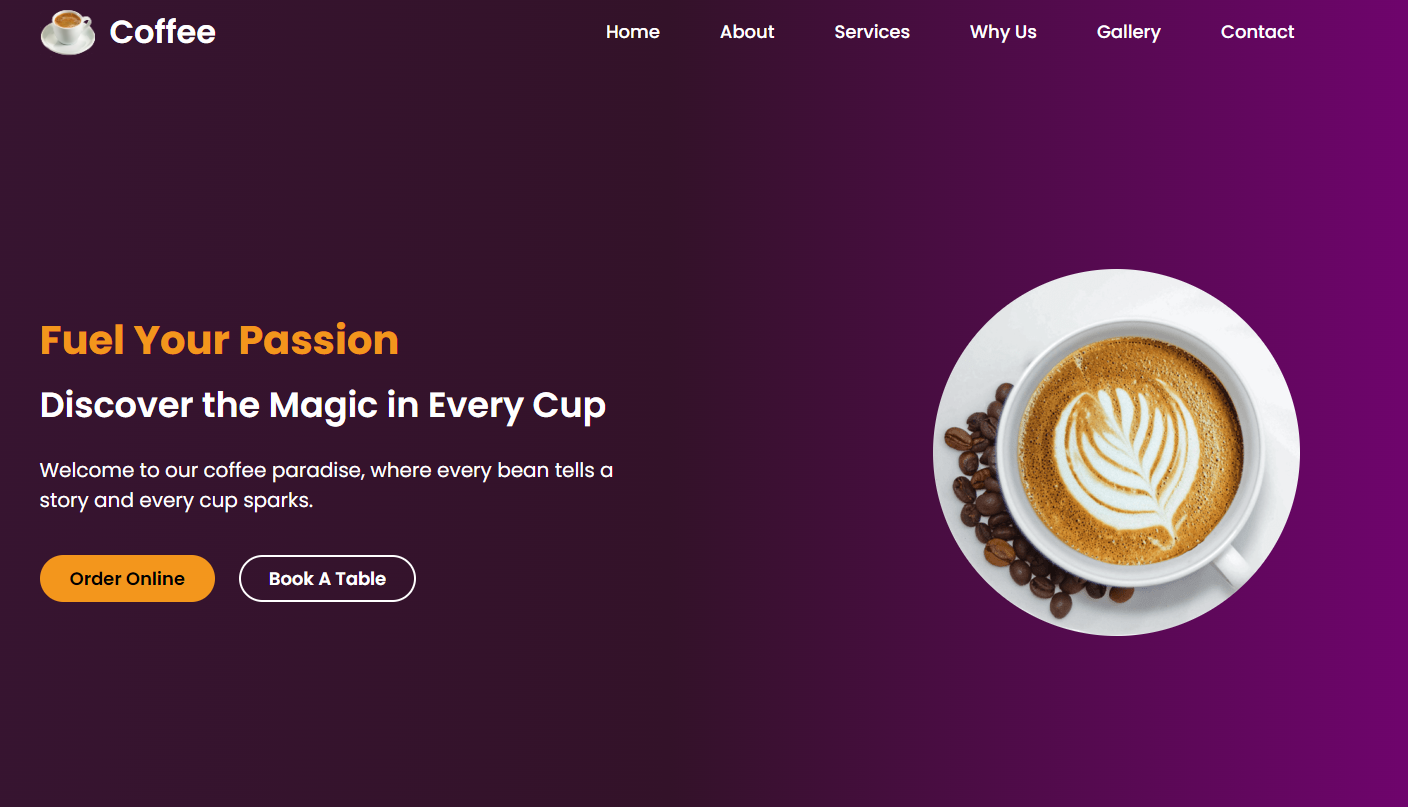 Coffee
Home
About
Services
Why Us
Gallery
Contact
Fuel Your Passion
Discover the Magic in Every Cup
Welcome to our coffee paradise, where every bean tells a
story and every cup sparks.
Order Online
Book A Table